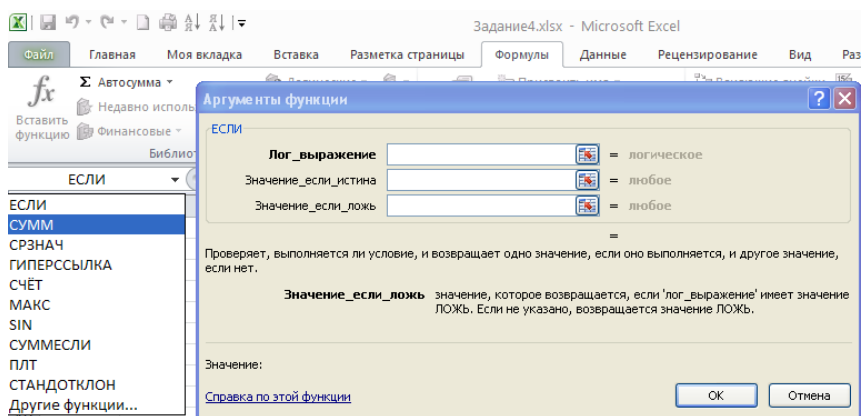 Задание4.xlsx - Microsoft Excel
Файл Главная Моя вкладка Вставка Разметка страницы Формулы Данные Рецензирование Вид Раз
fx Σ Автосумма
Недавно исполь
Вставить функцию
Финансовые
Библиот
Аргументы функции
ЕСЛИ
Лог_выражение = логическое
Значение_если_истина = любое
Значение_если_ложь = любое
=
Проверяет, выполняется ли условие, и возвращает одно значение, если оно выполняется, и другое значение,
если нет.
Значение_если_ложь значение, которое возвращается, если 'лог_выражение' имеет значение
ЛОЖЬ. Если не указано, возвращается значение ЛОЖЬ.
Значение:
Справка по этой функции
ОК Отмена
ЕСЛИ
ЕСЛИ
СУММ
СРЗНАЧ
ГИПЕРССЫЛКА
СЧЁТ
МАКС
SIN
СУММЕСЛИ
ПЛТ
СТАНДОТКЛОН
Другие функции...